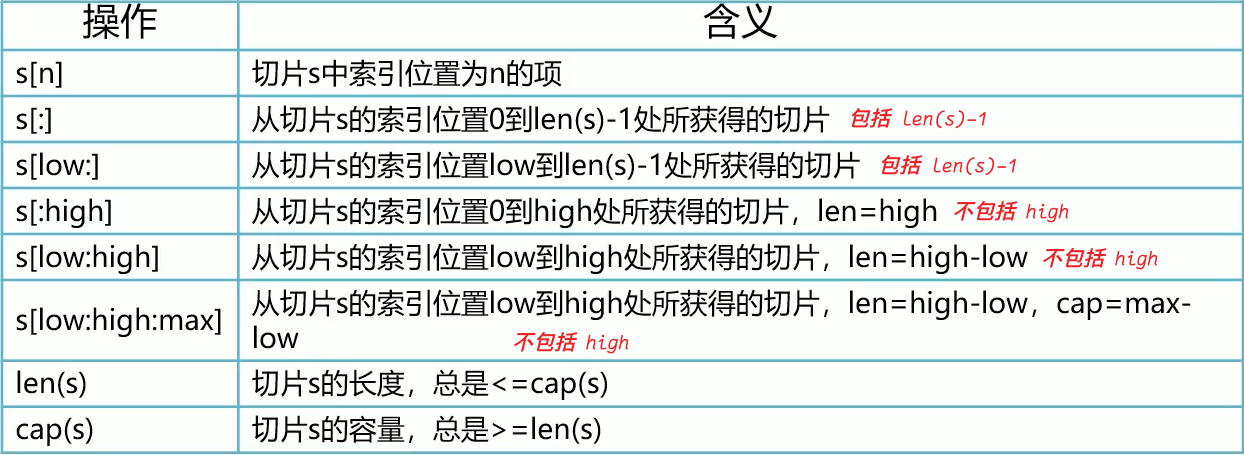 操作 含义
s[n] 切片s中索引位置为n的项
s[:] 从切片s的索引位置0到len(s)-1处所获得的切片 包括 len(s)-1
s[low:] 从切片s的索引位置low到len(s)-1处所获得的切片 包括 len(s)-1
s[:high] 从切片s的索引位置0到high处所获得的切片，len=high 不包括 high
s[low:high] 从切片s的索引位置low到high处所获得的切片，len=high-low 不包括 high
s[low:high:max] 从切片s的索引位置low到high处所获得的切片，len=high-low，cap=max-
low 不包括 high
len(s) 切片s的长度，总是<=cap(s)
cap(s) 切片s的容量，总是>=len(s)